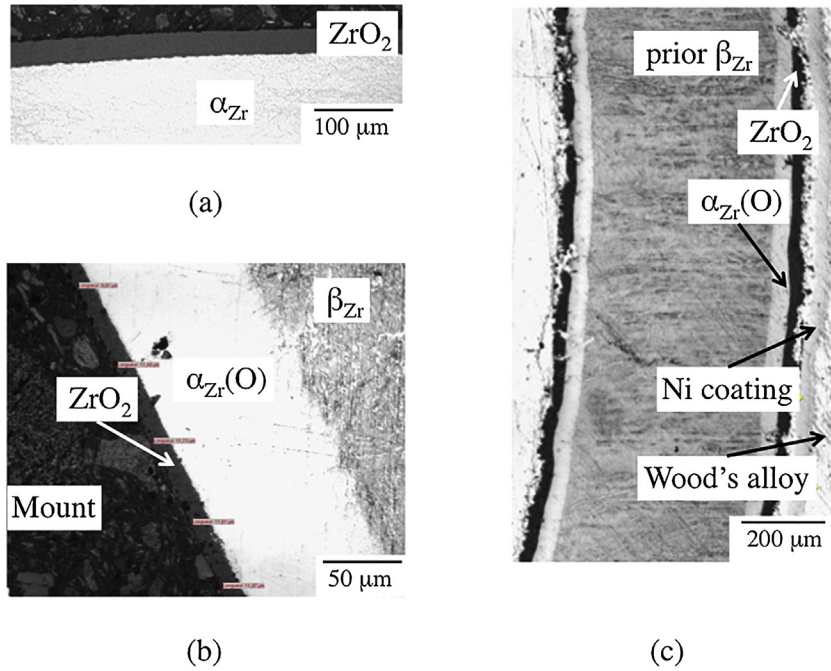 ZrO2
αZr
100 µm
(a)
βZr
αZr(O)
ZrO2
Mount
50 µm
(b)
prior βZr
ZrO2
αZr(O)
Ni coating
Wood's alloy
200 µm
(c)